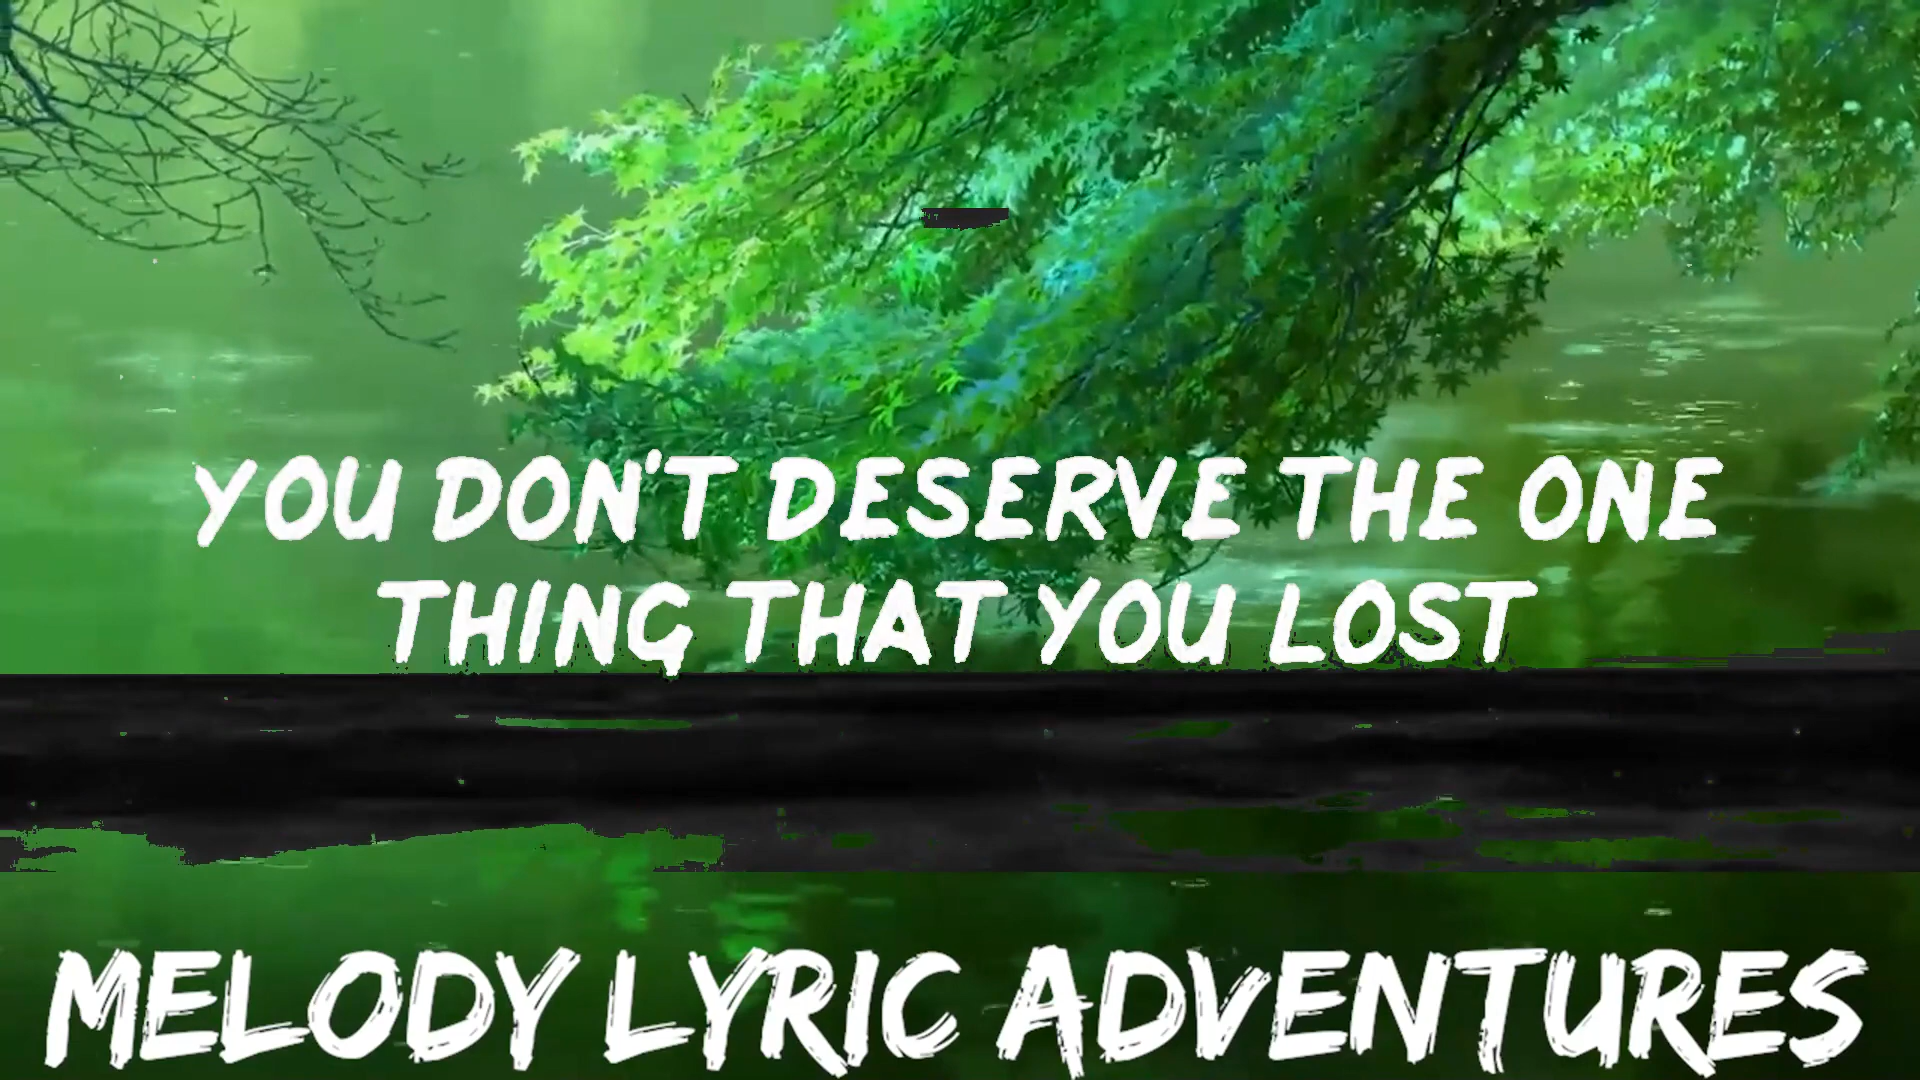 YOU DON'T DESERVE THE ONE
THING THAT YOU LOST
MELODY LYRIC ADVENTURES